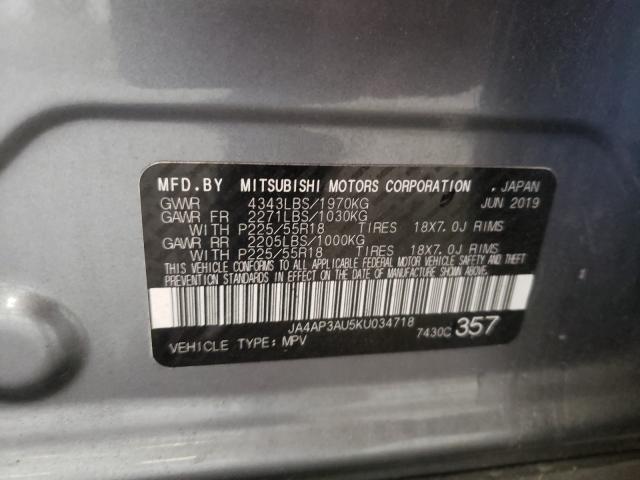 MFD.BY MITSUBISHI MOTORS CORPORATION , JAPAN
GVWR 4343LBS/1970KG JUN 2019
GAWR FR 2271LBS/1030KG
WITH P225/55R18 TIRES 18X7.0J RIMS
GAWR RR 2205LBS/1000KG
WITH P225/55R18 TIRES 18X7.0J RIMS
THIS VEHICLE CONFORMS TO ALL APPLICABLE FEDERAL MOTOR VEHICLE SAFETY AND THEFT
PREVENTION STANDARDS IN EFFECT ON THE DATE OF MANUFACTURE SHOWN ABOVE.
JA4AP3AU5KU034718
VEHICLE TYPE: MPV 7430C 357